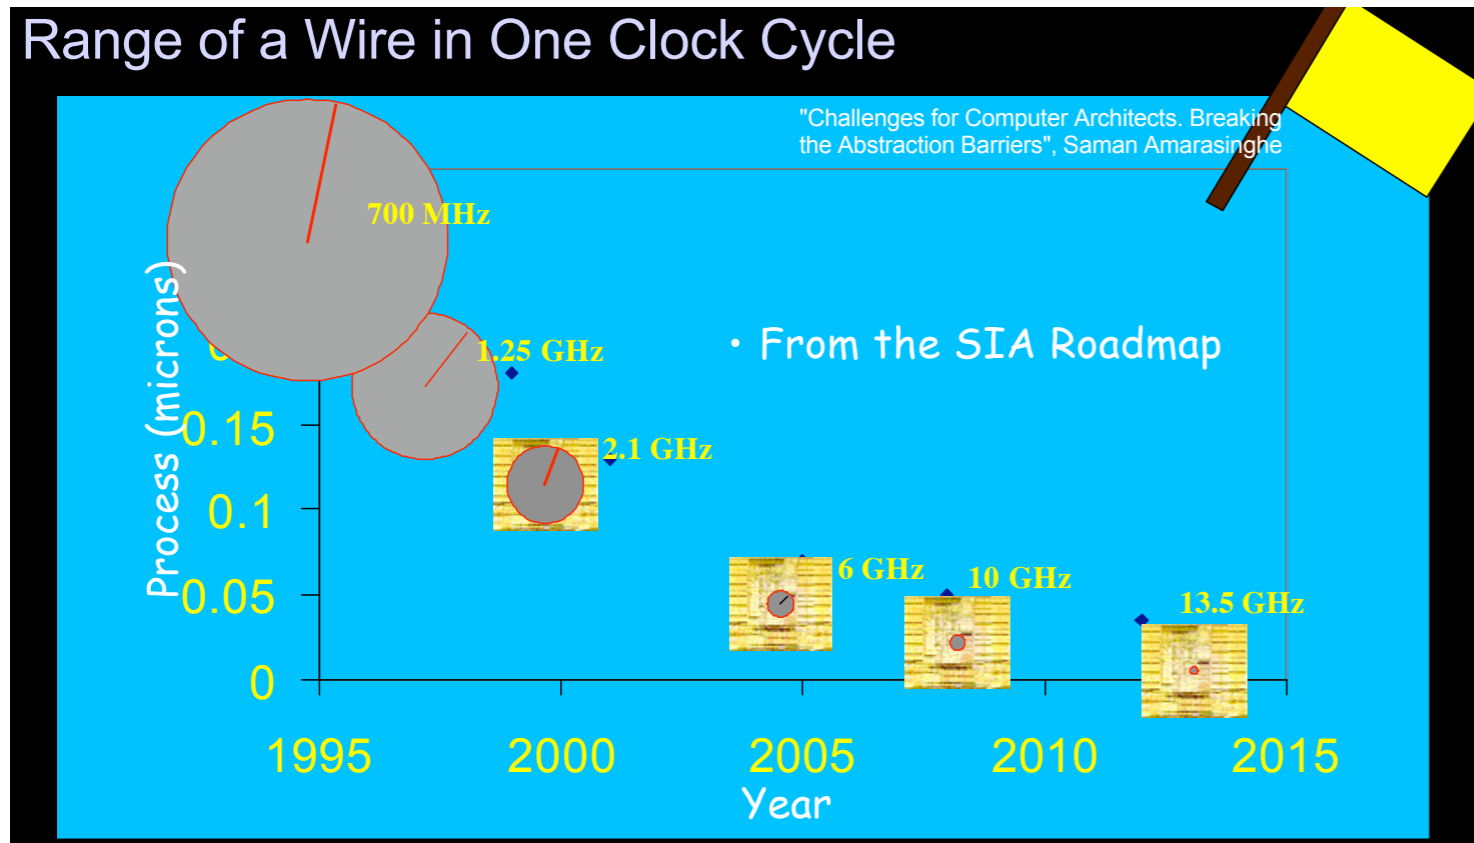 Range of a Wire in One Clock Cycle
"Challenges for Computer Architects. Breaking
the Abstraction Barriers", Saman Amarasinghe
700 MHz
Process (microns)
• From the SIA Roadmap
1.25 GHz
0.15
2.1 GHz
0.1
6 GHz
10 GHz
0.05
13.5 GHz
0
1995 2000 2005 2010 2015
Year